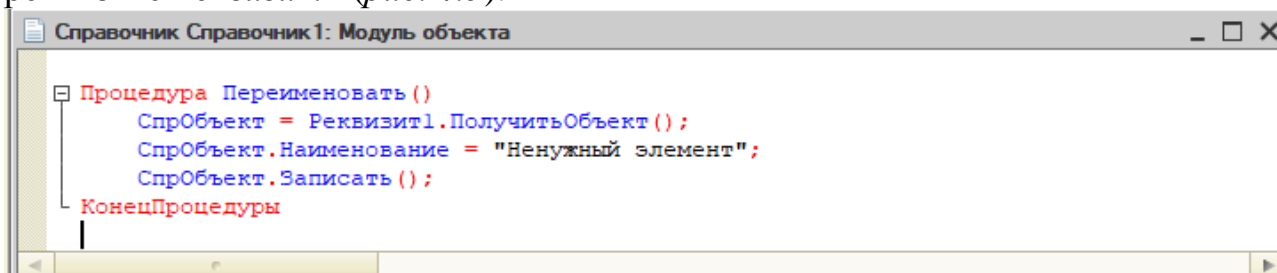 Справочник Справочник1: Модуль объекта
Процедура Переименовать()
СпрОбъект = Реквизит1.ПолучитьОбъект();
СпрОбъект.Наименование = "Ненужный элемент";
СпрОбъект.Записать();
КонецПроцедуры